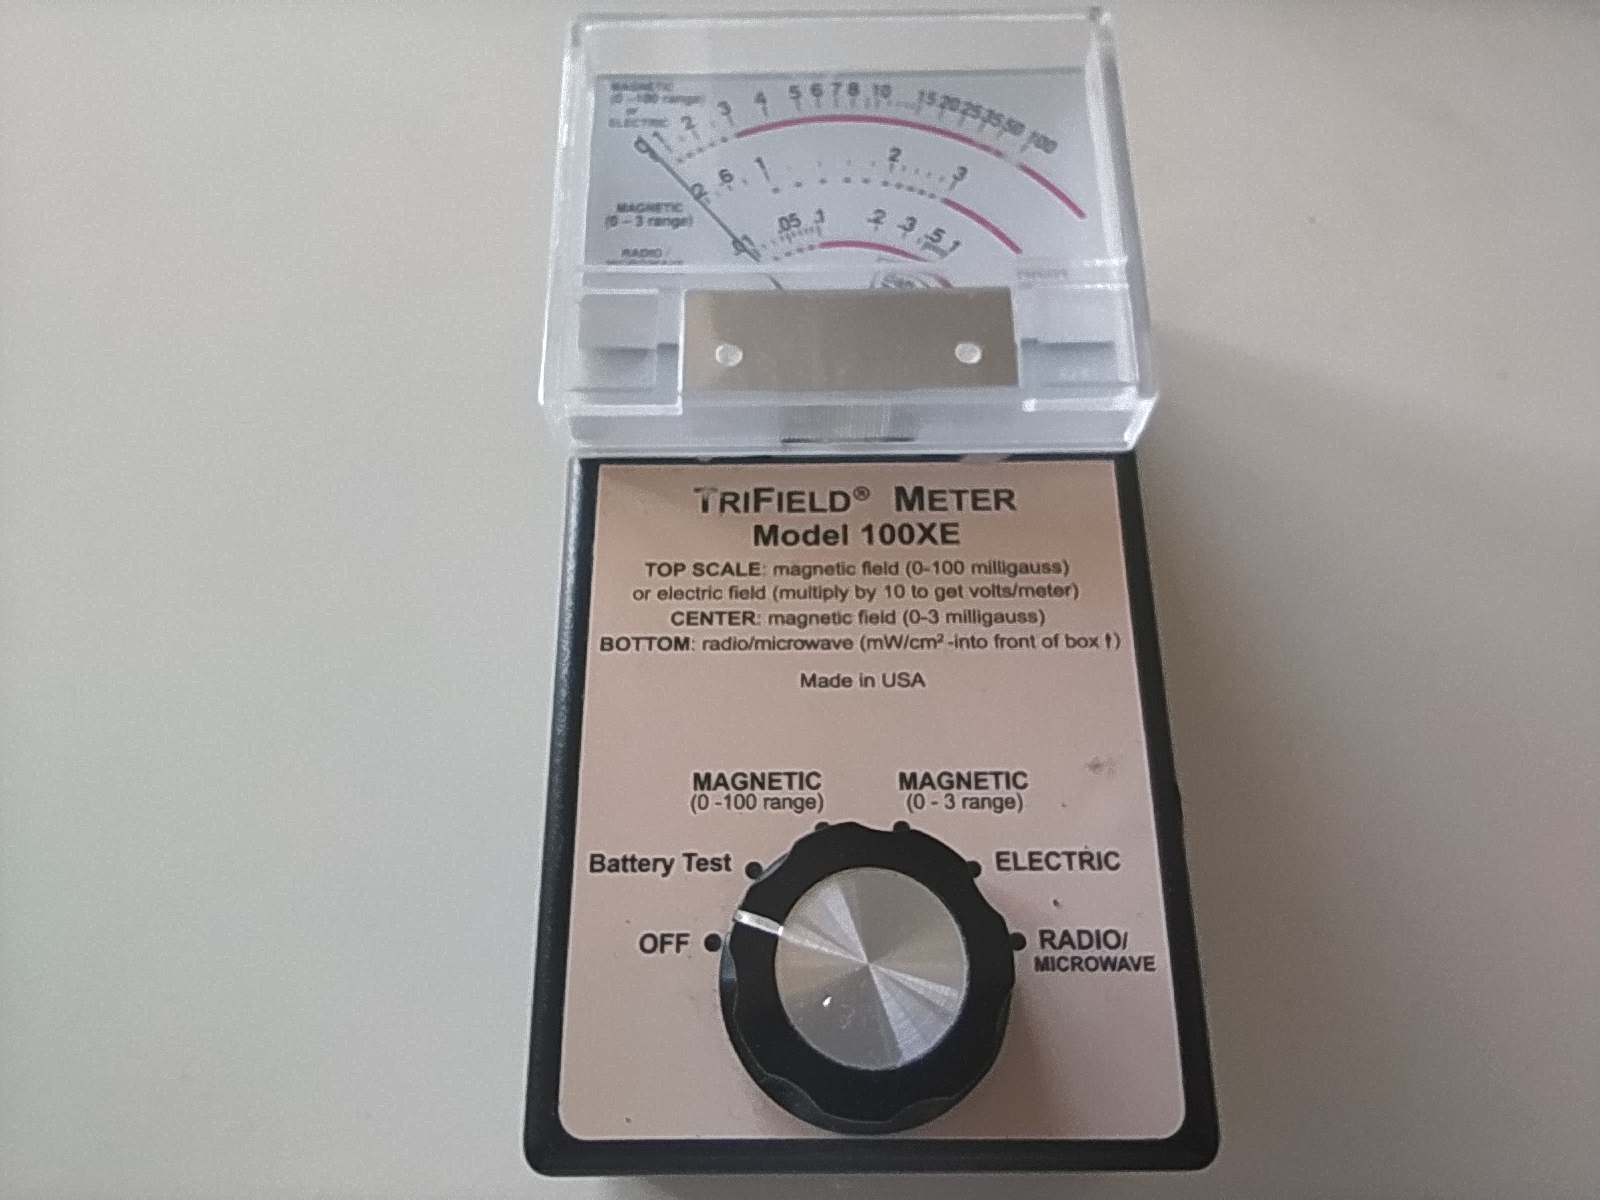 MAGNETIC
(0 -100 range)
or
ELECTRIC
0 1 2 3 4 5 6 7 8 10 15 20 25 35 50 100
1 2 3
MAGNETIC
(0 - 3 range)
.05 .1 .2 .3 .5 1
RADIO/
TRIFIELD® METER
Model 100XE
TOP SCALE: magnetic field (0-100 milligauss)
or electric field (multiply by 10 to get volts/meter)
CENTER: magnetic field (0-3 milligauss)
BOTTOM: radio/microwave (mW/cm² -into front of box ↑)
Made in USA
MAGNETIC
(0 -100 range)
MAGNETIC
(0 - 3 range)
Battery Test
ELECTRIC
OFF
RADIO/
MICROWAVE